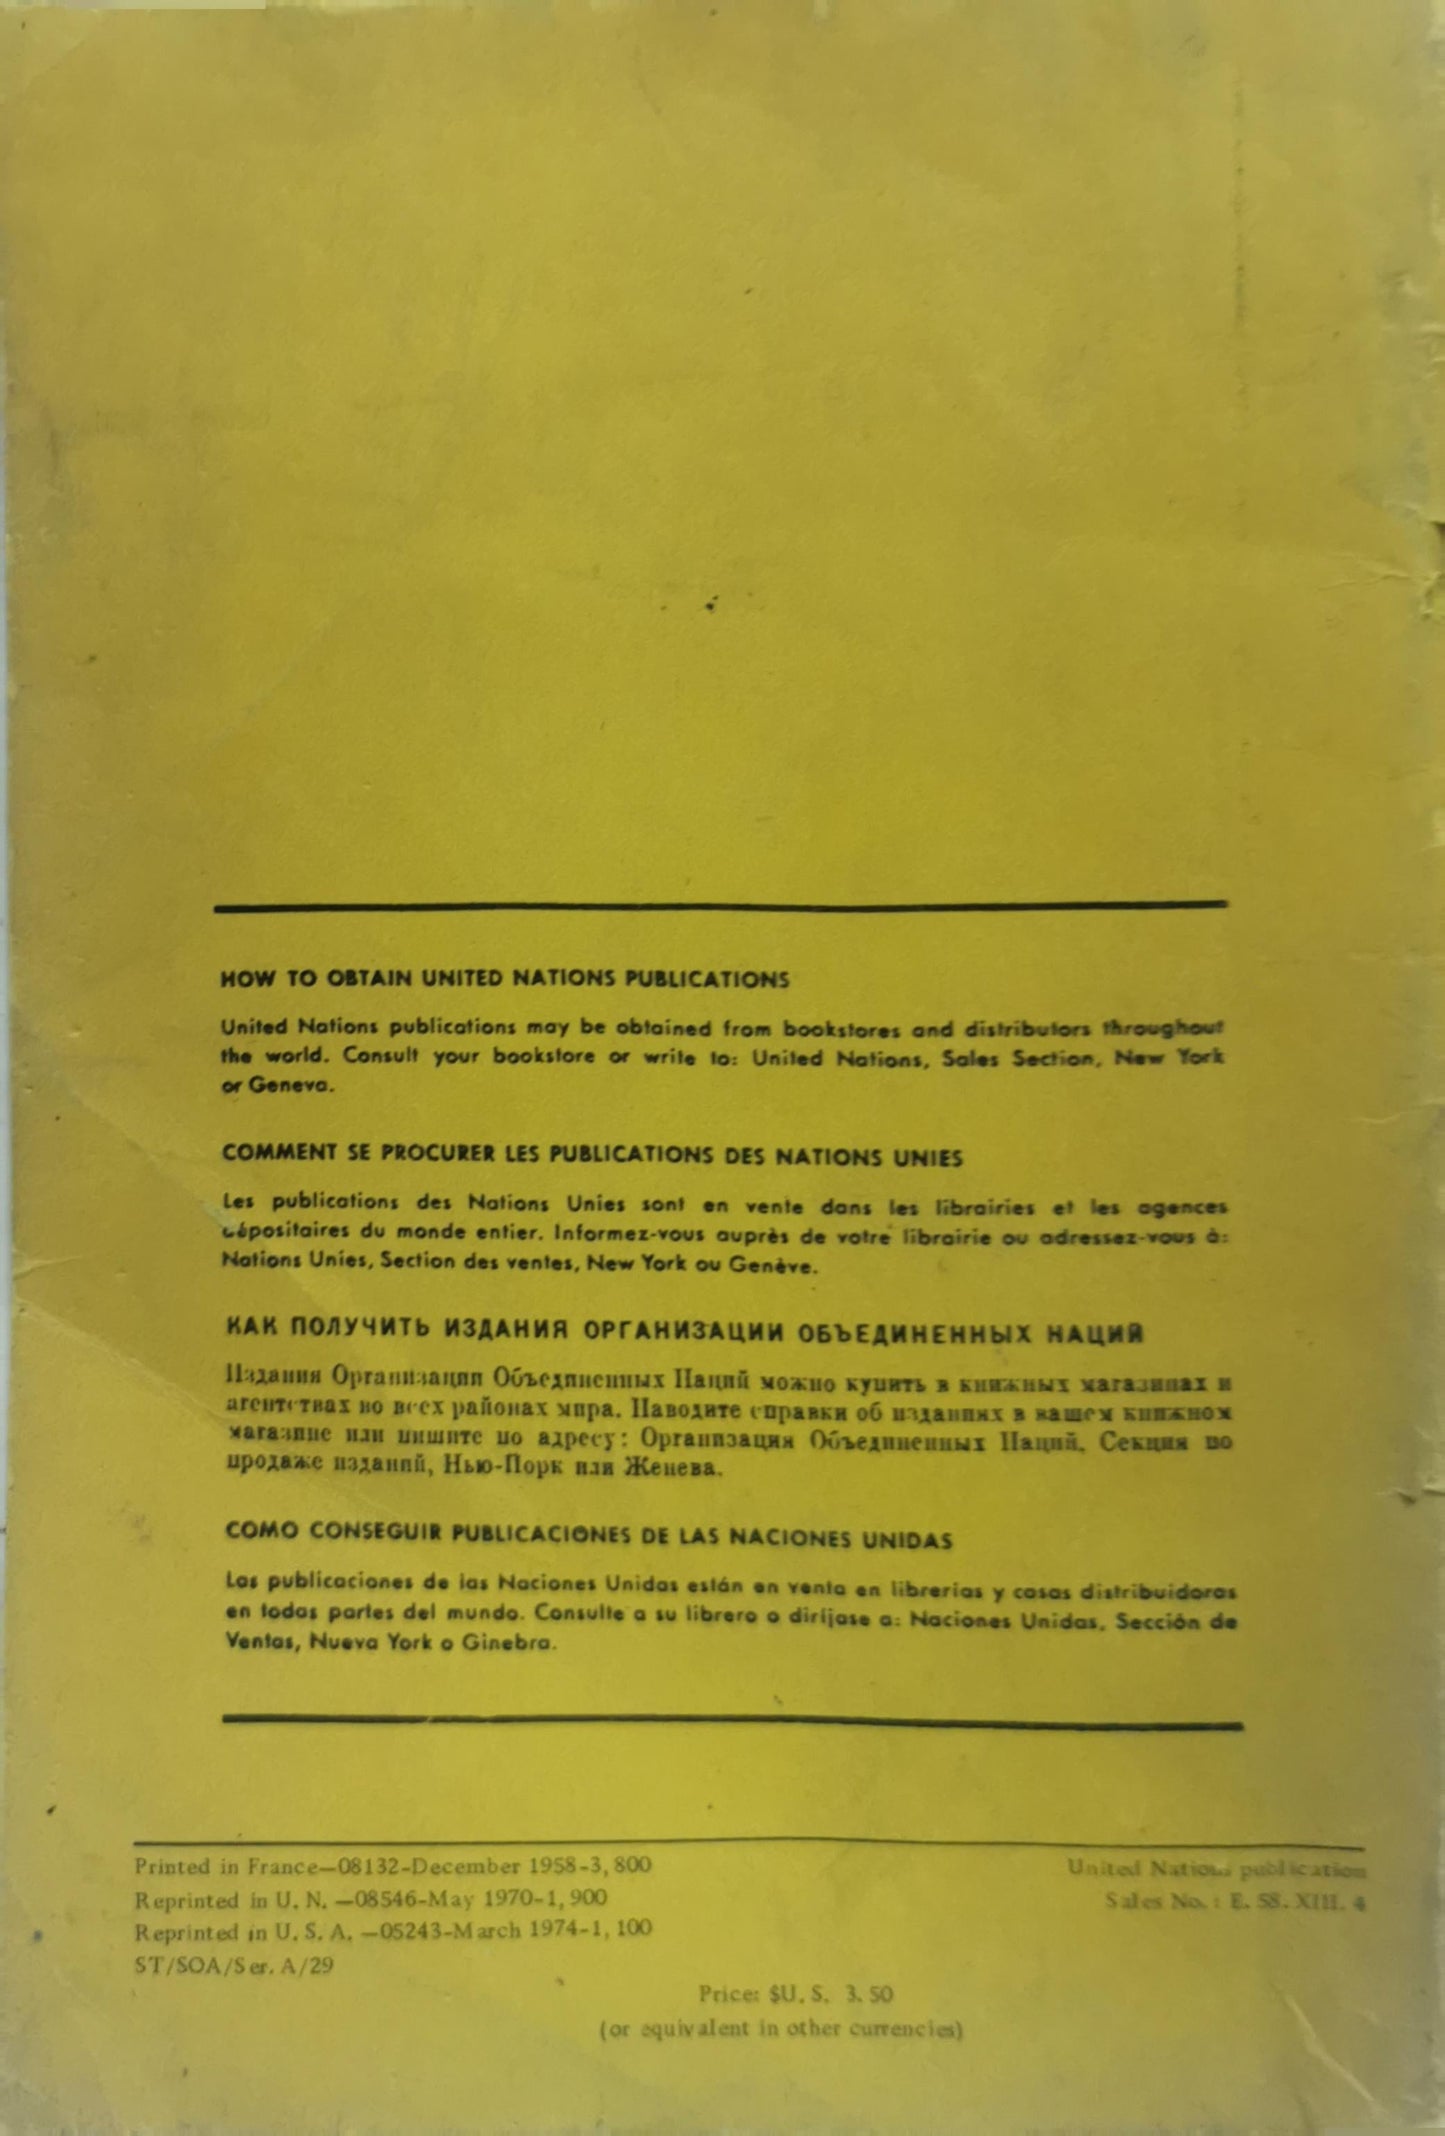 HOW TO OBTAIN UNITED NATIONS PUBLICATIONS
United Nations publications may be obtained from bookstores and distributors throughout
the world. Consult your bookstore or write to: United Nations, Sales Section, New York
or Geneva.
COMMENT SE PROCURER LES PUBLICATIONS DES NATIONS UNIES
Les publications des Nations Unies sont en vente dans les librairies et les agences
dépositaires du monde entier. Informez-vous auprès de votre librairie ou adressez-vous à:
Nations Unies, Section des ventes, New York ou Genève.
КАК ПОЛУЧИТЬ ИЗДАНИЯ ОРГАНИЗАЦИИ ОБЪЕДИНЕННЫХ НАЦИЙ
Издания Организации Объединенных Наций можно купить в книжных магазинах и
агентствах во всех районах мира. Наводите справки об изданиях в вашем книжном
магазине или пишите по адресу: Организация Объединенных Наций, Секция по
продаже изданий, Нью-Йорк или Женева.
COMO CONSEGUIR PUBLICACIONES DE LAS NACIONES UNIDAS
Las publicaciones de las Naciones Unidas están en venta en librerías y casas distribuidoras
en todas partes del mundo. Consulte a su librero o diríjase a: Naciones Unidas, Sección de
Ventas, Nueva York o Ginebra.
Printed in France—08132-December 1958-3,800
United Nations publication
Reprinted in U. N. —08546-May 1970-1,900
Sales No. : E. 58. XIII. 4
Reprinted in U. S. A. —05243-March 1974-1,100
ST/SOA/Ser. A/29
Price: $U. S. 3.50
(or equivalent in other currencies)